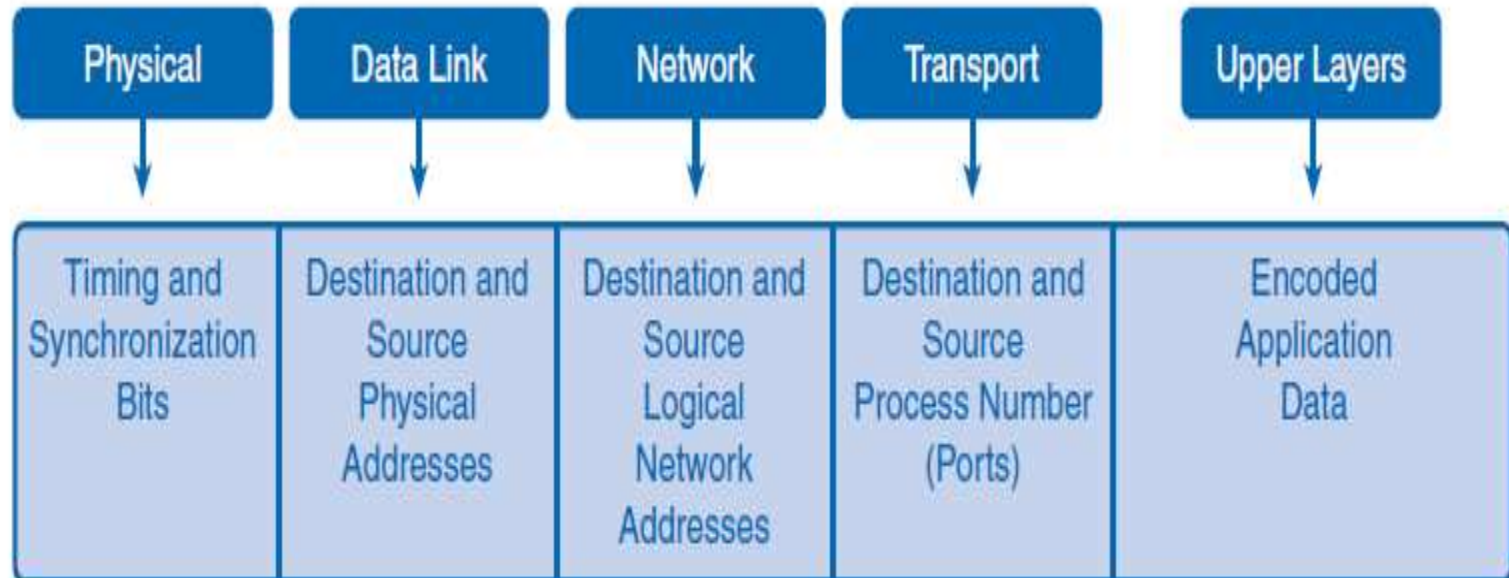 Physical
Data Link
Network
Transport
Upper Layers
Timing and
Synchronization
Bits
Destination and
Source
Physical
Addresses
Destination and
Source
Logical
Network
Addresses
Destination and
Source
Process Number
(Ports)
Encoded
Application
Data